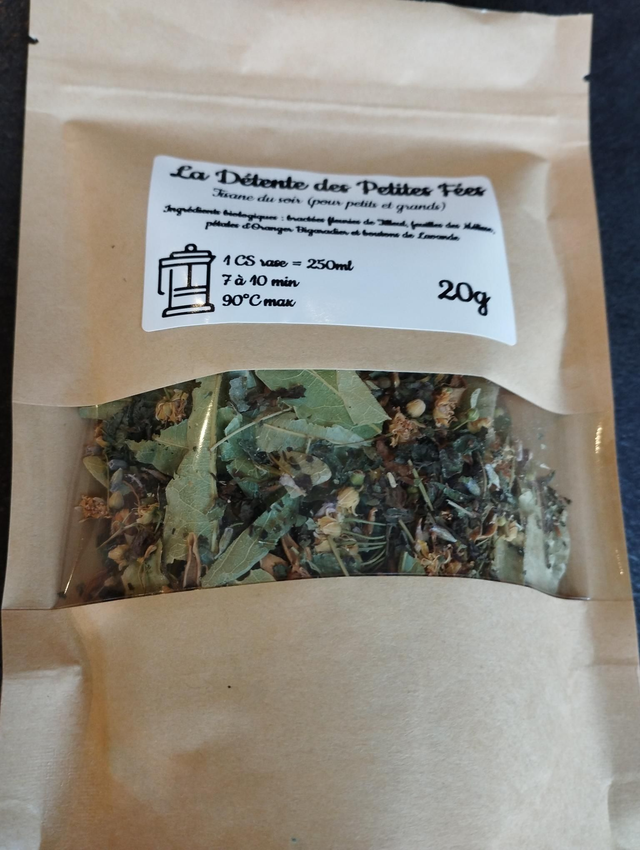 La Détente des Petites Fées
Tisane du soir (pour petits et grands)
Ingrédients biologiques : bractées fleuries de Tilleul, feuilles des Mélisse,
pétales d'Oranger Bigaradier et boutons de Lavande
1 CS rase = 250ml
7 à 10 min
90°C max
20g